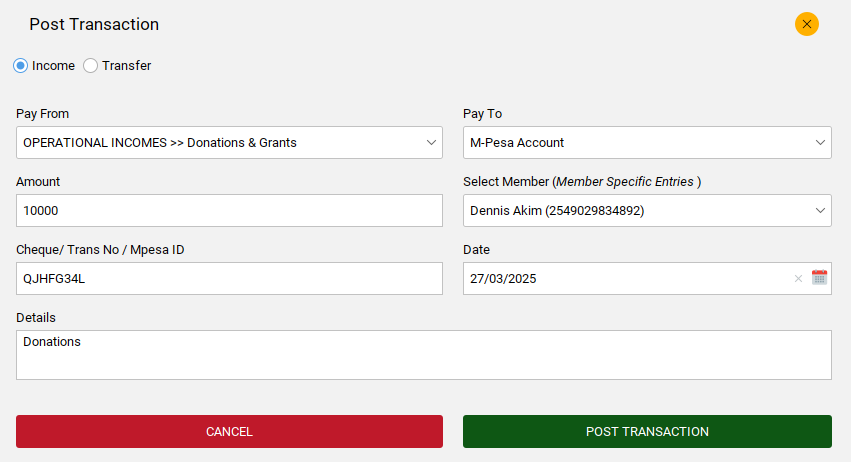 Post Transaction
Income Transfer
Pay From
OPERATIONAL INCOMES >> Donations & Grants
Pay To
M-Pesa Account
Amount
10000
Select Member (Member Specific Entries )
Dennis Akim (2549029834892)
Cheque/ Trans No / Mpesa ID
QJHFG34L
Date
27/03/2025
Details
Donations
CANCEL
POST TRANSACTION